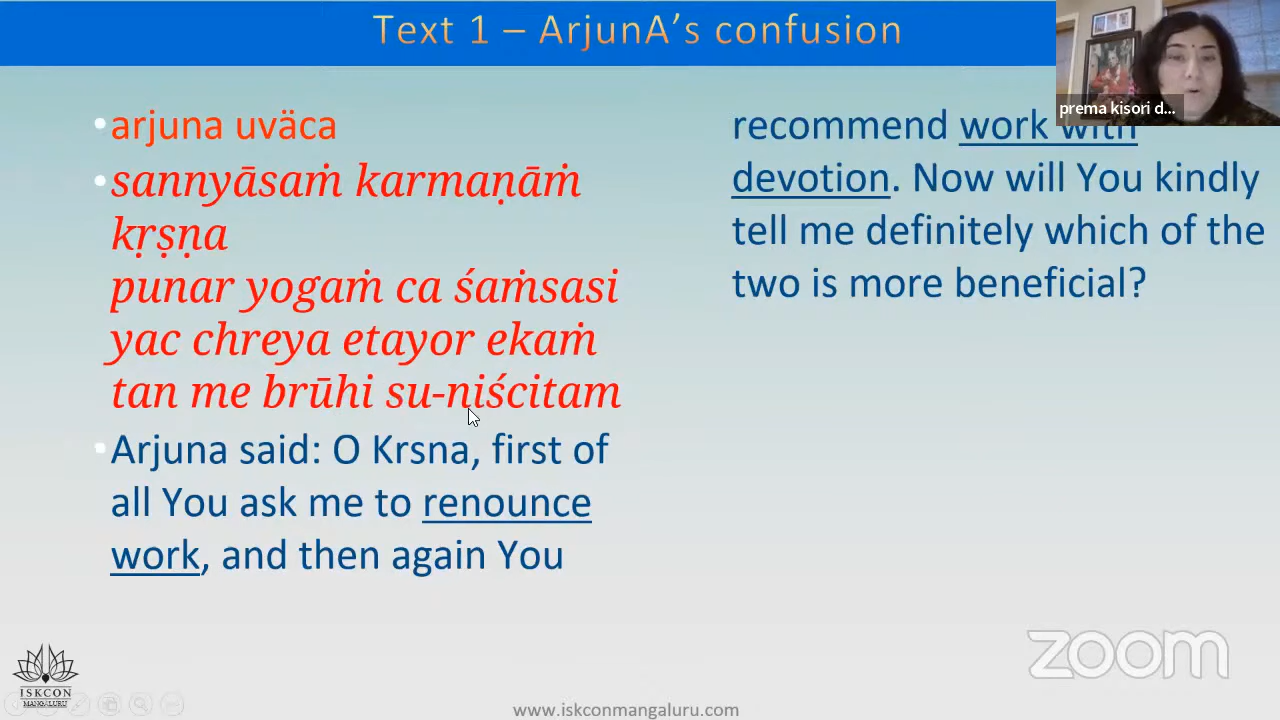 Text 1 – ArjunA’s confusion
prema kisori d...
•arjuna uväca
•sannyāsaṁ karmaṇāṁ
kṛṣṇa
punar yogaṁ ca śaṁsasi
yac chreya etayor ekaṁ
tan me brūhi su-niścitam
•Arjuna said: O Krsna, first of
all You ask me to renounce
work, and then again You
recommend work with
devotion. Now will You kindly
tell me definitely which of the
two is more beneficial?
zoom
ISKCON
MANGALURU
www.iskconmangaluru.com